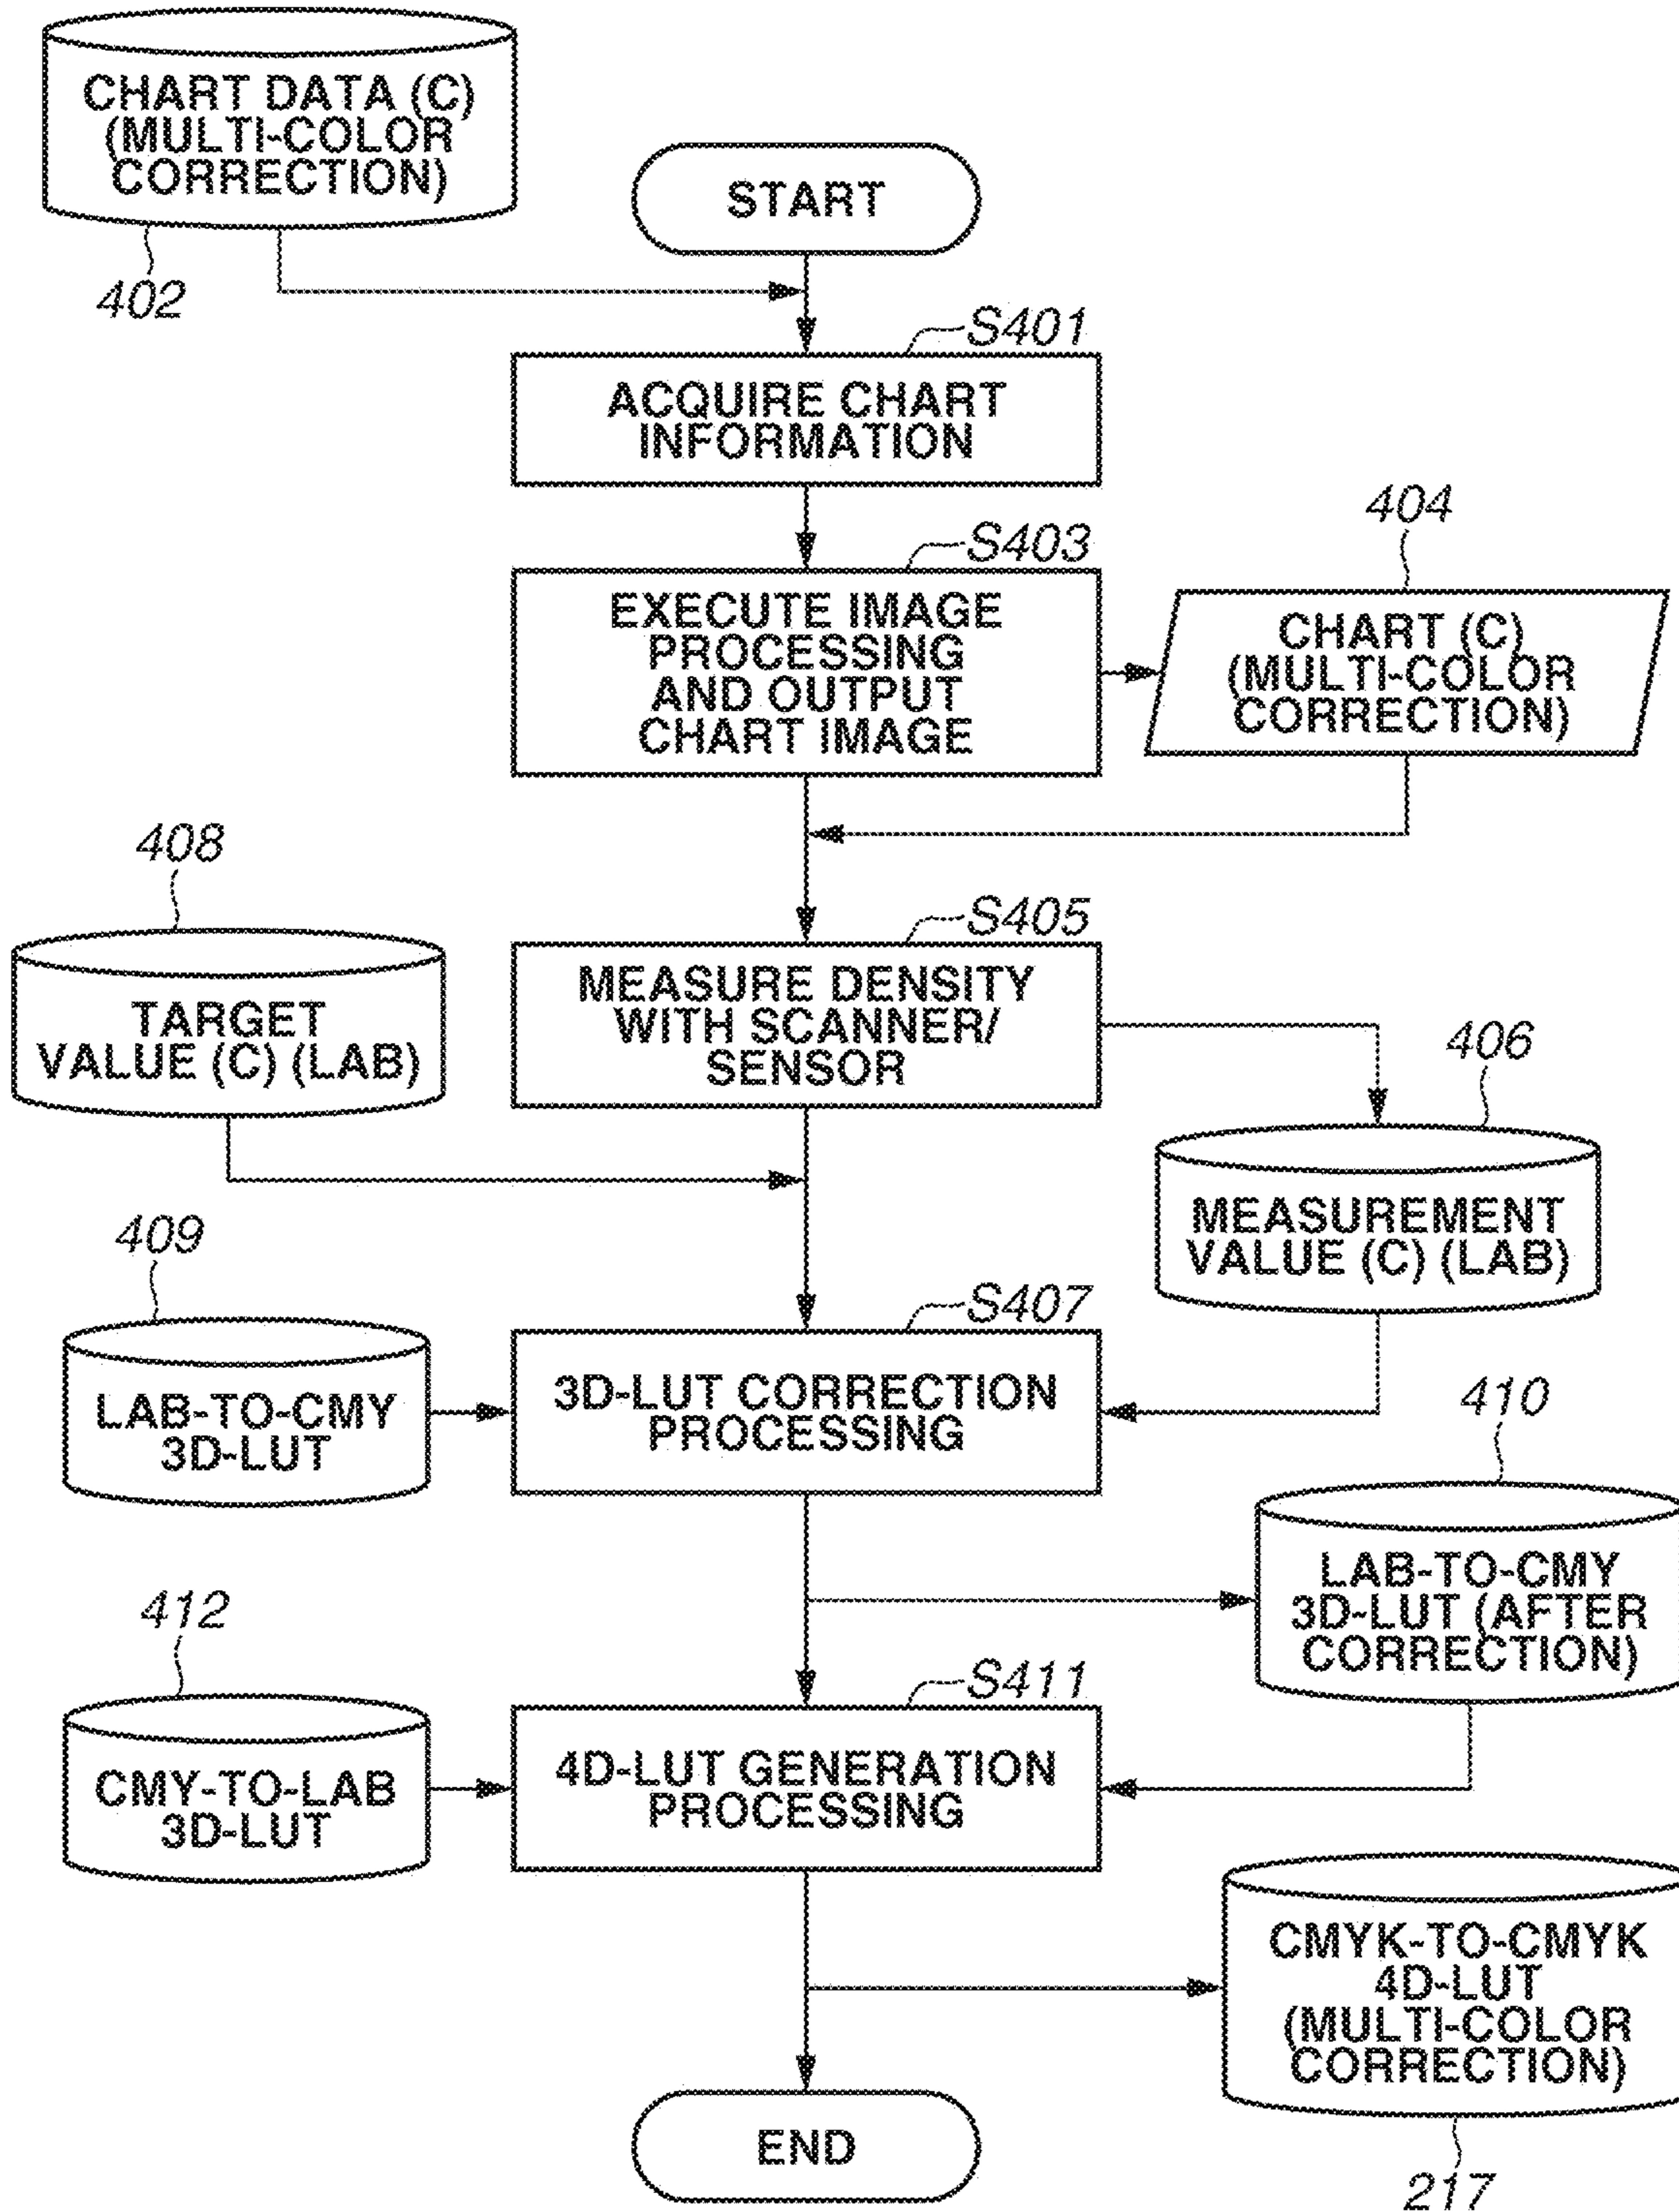 CHART DATA (C)
(MULTI-COLOR
CORRECTION)
402
START
S401
ACQUIRE CHART
INFORMATION
S403
EXECUTE IMAGE
PROCESSING
AND OUTPUT
CHART IMAGE
404
CHART (C)
(MULTI-COLOR
CORRECTION)
408
TARGET
VALUE (C) (LAB)
S405
MEASURE DENSITY
WITH SCANNER/
SENSOR
406
MEASUREMENT
VALUE (C) (LAB)
409
LAB-TO-CMY
3D-LUT
S407
3D-LUT CORRECTION
PROCESSING
410
LAB-TO-CMY
3D-LUT (AFTER
CORRECTION)
412
CMY-TO-LAB
3D-LUT
S411
4D-LUT GENERATION
PROCESSING
CMYK-TO-CMYK
4D-LUT
(MULTI-COLOR
CORRECTION)
217
END